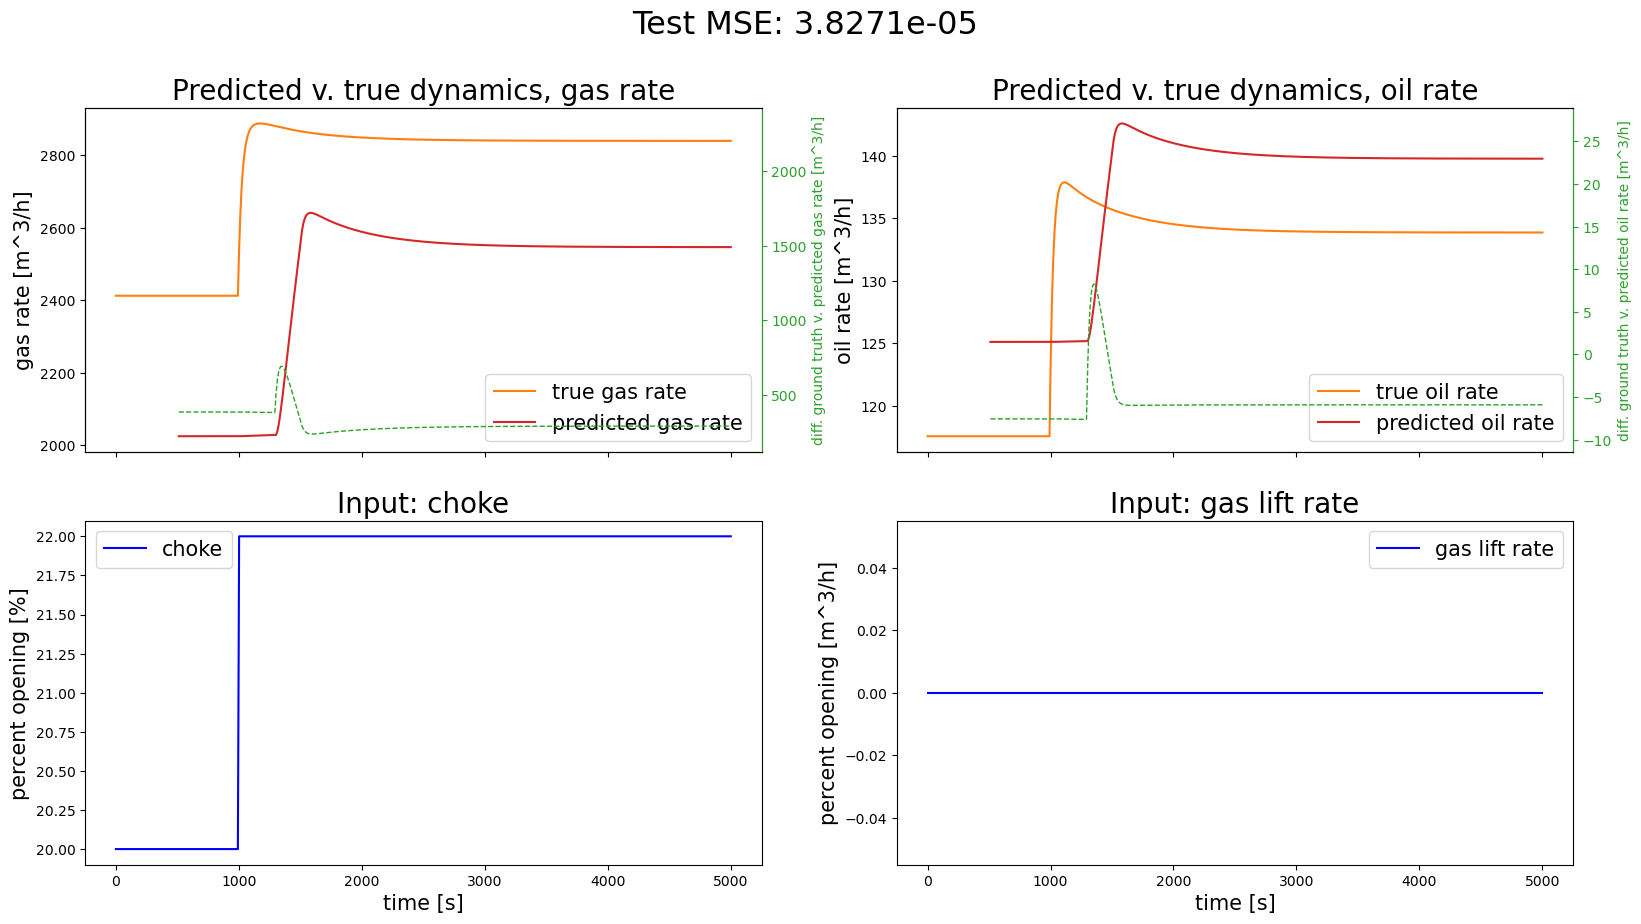 Test MSE: 3.8271e-05
Predicted v. true dynamics, gas rate
gas rate [m^3/h]
2800
2600
2400
2200
2000
2000
1500
1000
500
diff. ground truth v. predicted gas rate [m^3/h]
true gas rate
predicted gas rate
Predicted v. true dynamics, oil rate
oil rate [m^3/h]
140
135
130
125
120
25
20
15
10
5
0
−5
−10
diff. ground truth v. predicted oil rate [m^3/h]
true oil rate
predicted oil rate
Input: choke
percent opening [%]
22.00
21.75
21.50
21.25
21.00
20.75
20.50
20.25
20.00
choke
0
1000
2000
3000
4000
5000
time [s]
Input: gas lift rate
percent opening [m^3/h]
0.04
0.02
0.00
−0.02
−0.04
gas lift rate
0
1000
2000
3000
4000
5000
time [s]